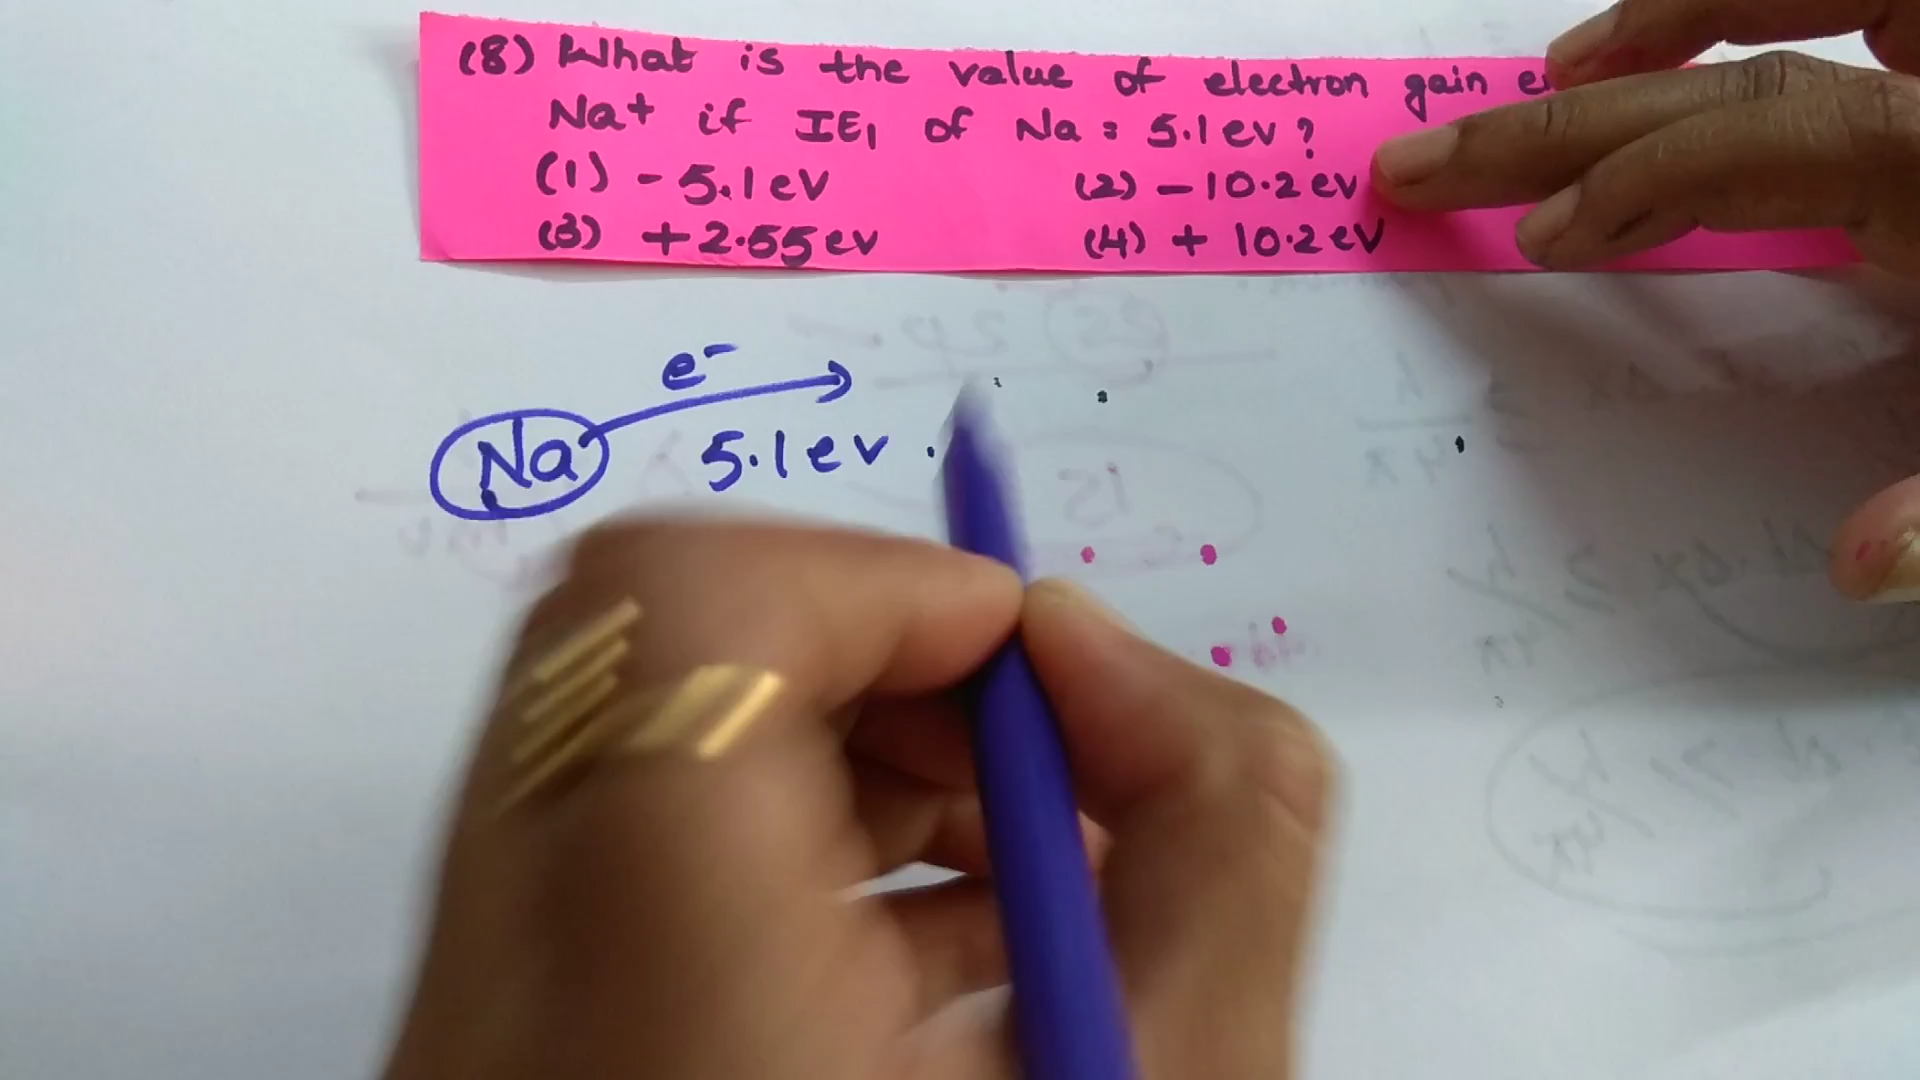 (8) What is the value of electron gain
Na+ if IE₁ of Na = 5.1 ev?
(1) - 5.1 eV (2) - 10.2 ev
(3) + 2.55 ev (4) + 10.2 eV
e⁻
Na 5.1 ev